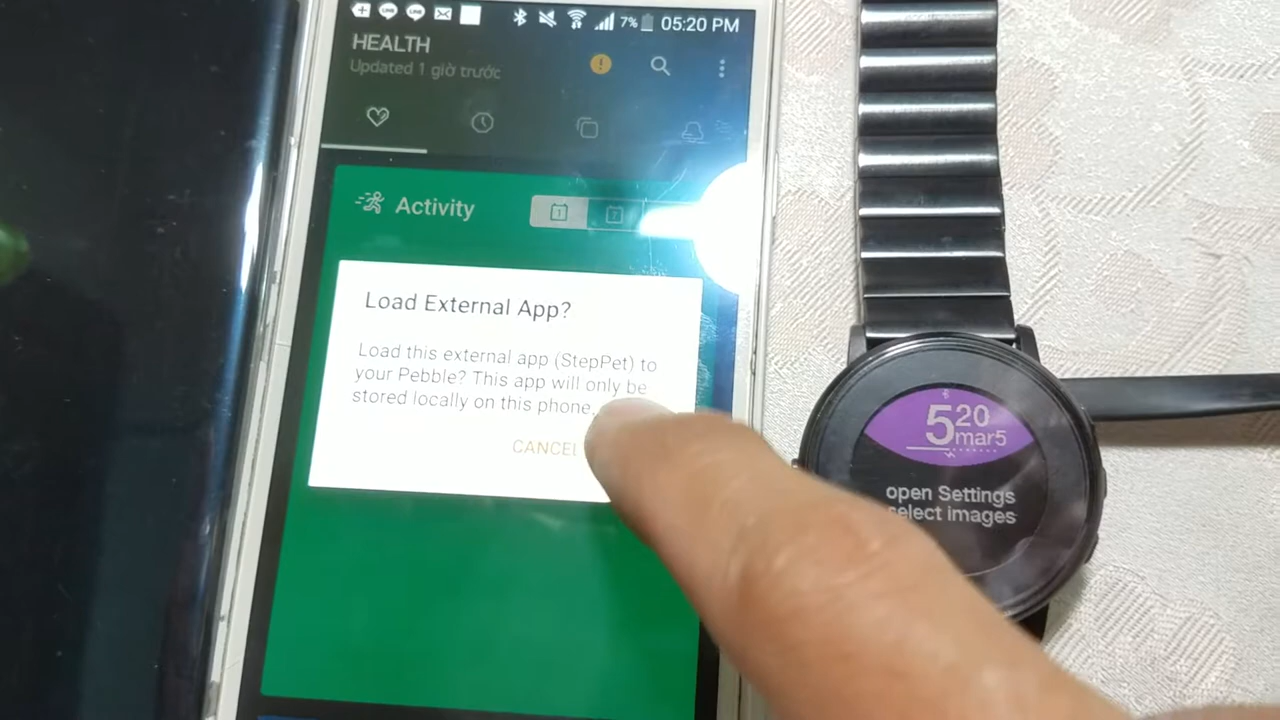 7% 05:20 PM
HEALTH
Updated 1 giờ trước
Activity
Load External App?
Load this external app (StepPet) to
your Pebble? This app will only be
stored locally on this phone.
CANCEL
5 20
mar5
open Settings
select images